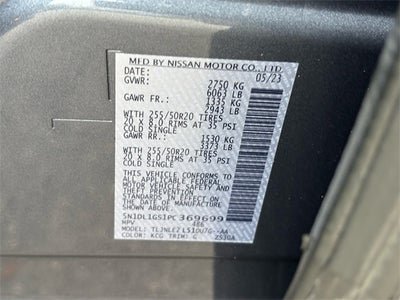 MFD BY NISSAN MOTOR CO., LTD.
DATE: 05/23
GVWR: 2750 KG
6063 LB
GAWR FR.: 1335 KG
2943 LB
WITH 255/50R20 TIRES
20 X 8.0 RIMS AT 35 PSI
COLD SINGLE
GAWR RR.: 1530 KG
3373 LB
WITH 255/50R20 TIRES
20 X 8.0 RIMS AT 35 PSI
COLD SINGLE
THIS VEHICLE CONFORMS TO ALL
APPLICABLE FEDERAL MOTOR VEHICLE
SAFETY STANDARDS IN EFFECT
ON THE DATE OF MANUFACTURE
SHOWN ABOVE.
5N1DL1GS1PC369699
MPV 486
MODEL:
COLOR: KCG TRIM: G